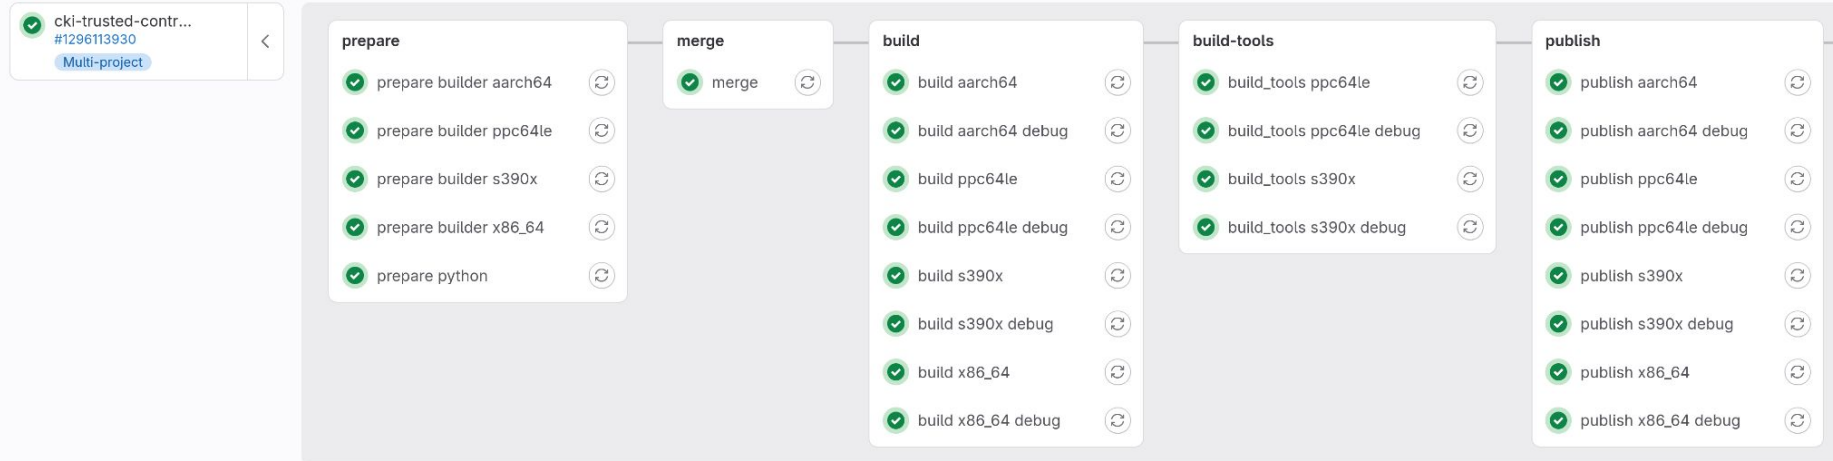 cki-trusted-contr...
#1296113930
Multi-project
prepare
prepare builder aarch64
prepare builder ppc64le
prepare builder s390x
prepare builder x86_64
prepare python
merge
merge
build
build aarch64
build aarch64 debug
build ppc64le
build ppc64le debug
build s390x
build s390x debug
build x86_64
build x86_64 debug
build-tools
build_tools ppc64le
build_tools ppc64le debug
build_tools s390x
build_tools s390x debug
publish
publish aarch64
publish aarch64 debug
publish ppc64le
publish ppc64le debug
publish s390x
publish s390x debug
publish x86_64
publish x86_64 debug